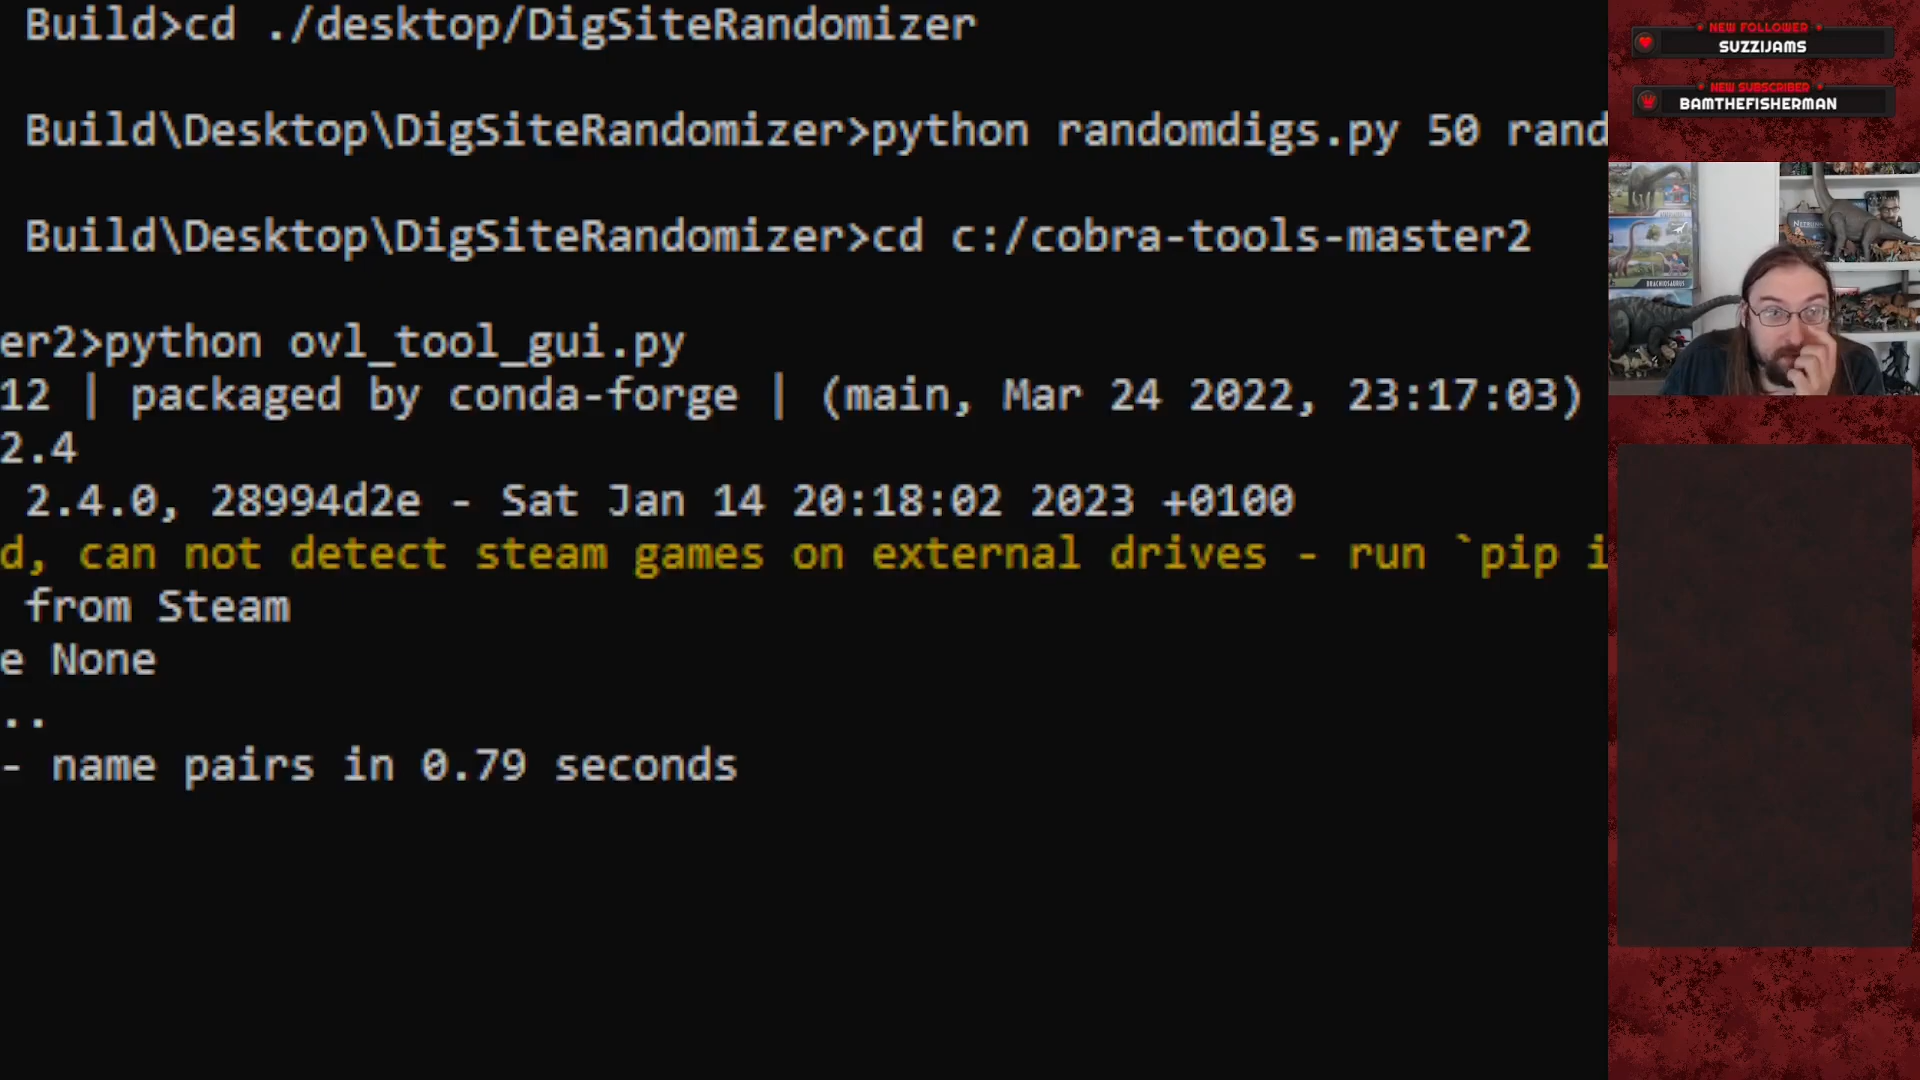 Build>cd ./desktop/DigSiteRandomizer
Build\Desktop\DigSiteRandomizer>python randomdigs.py 50 rand
Build\Desktop\DigSiteRandomizer>cd c:/cobra-tools-master2
er2>python ovl_tool_gui.py
12 | packaged by conda-forge | (main, Mar 24 2022, 23:17:03)
2.4
2.4.0, 28994d2e - Sat Jan 14 20:18:02 2023 +0100
d, can not detect steam games on external drives - run `pip i
from Steam
e None
..
- name pairs in 0.79 seconds
NEW FOLLOWER
SUZZIJAMS
NEW SUBSCRIBER
BAMTHEFISHERMAN
BRACHIOSAURUS